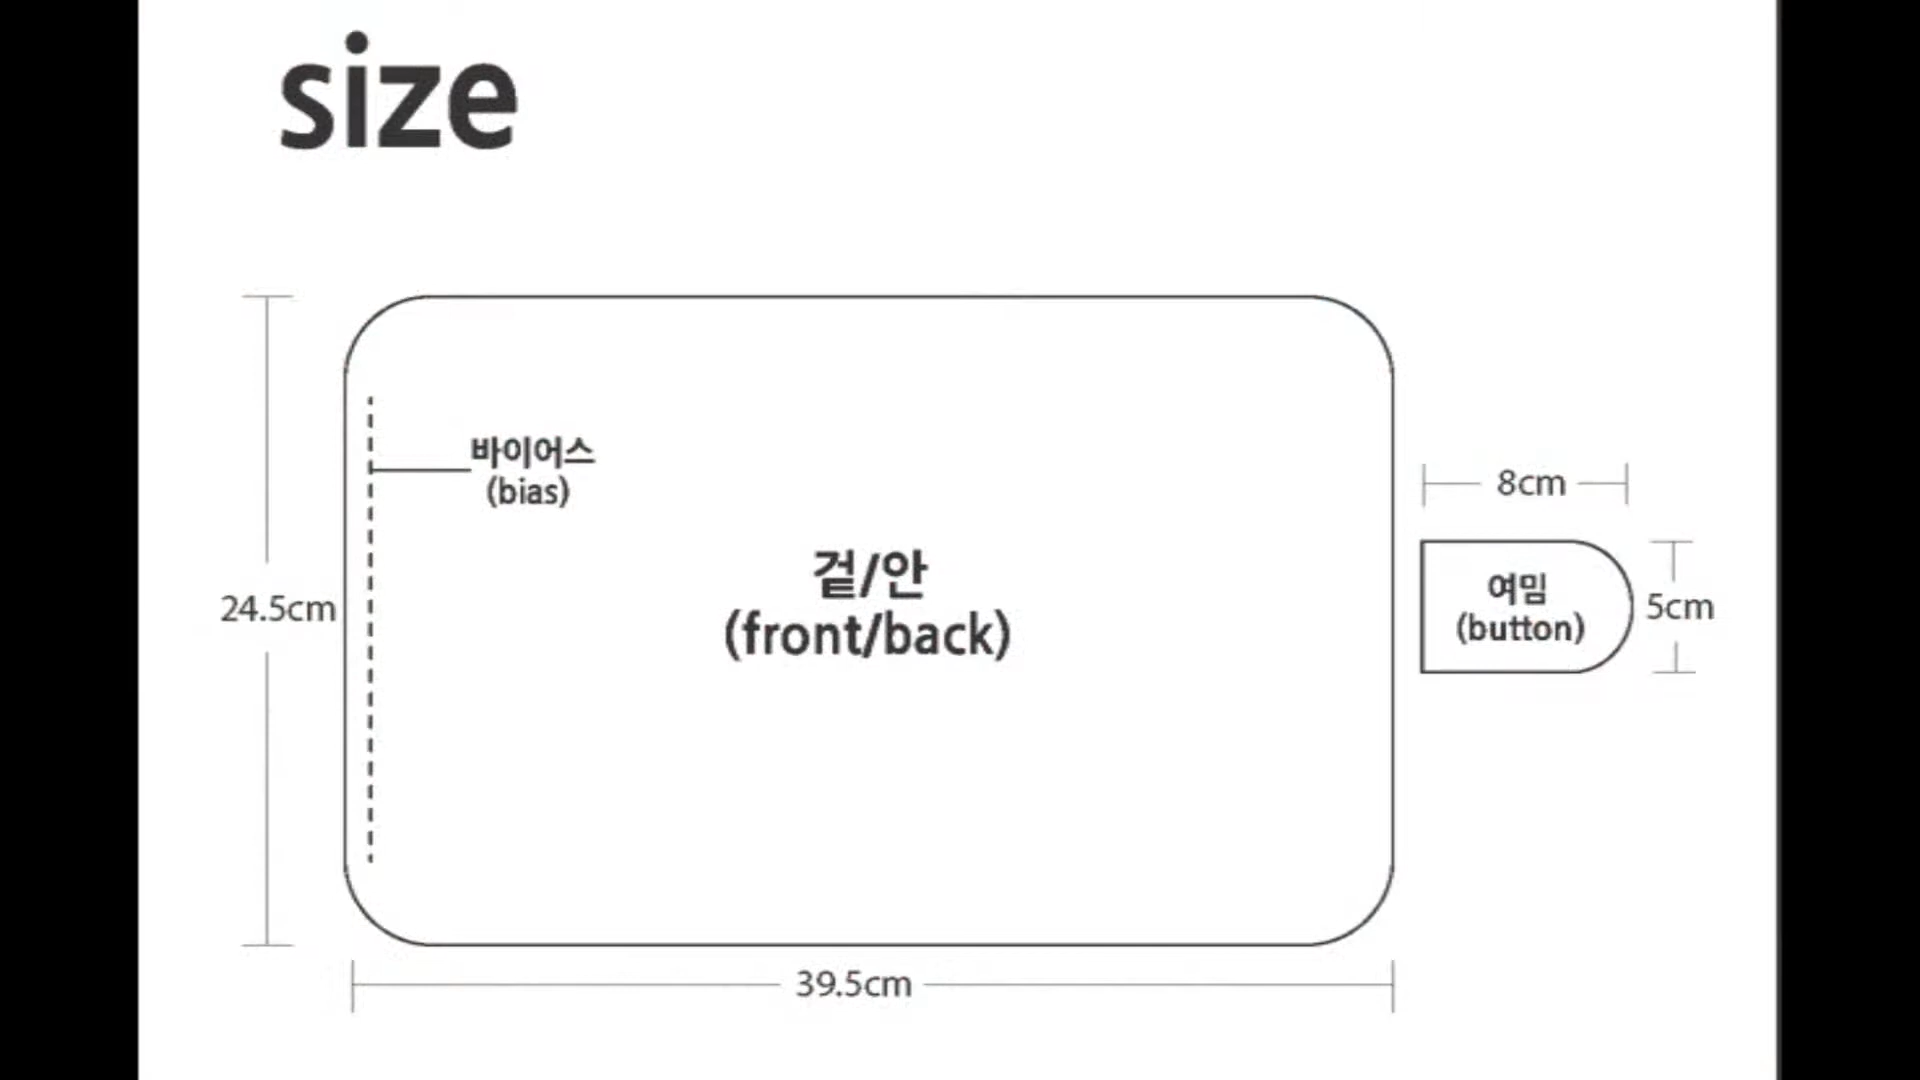 size
바이어스
(bias)
8cm
겉/안
(front/back)
여밈
(button)
24.5cm
5cm
39.5cm